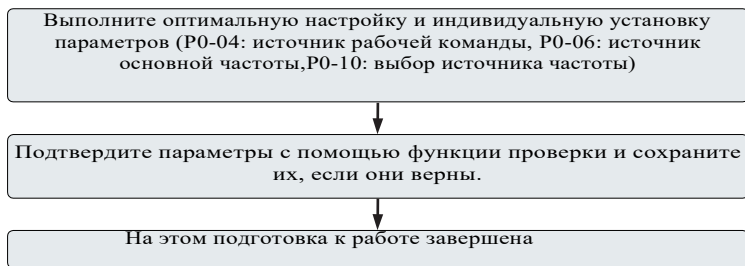 Выполните оптимальную настройку и индивидуальную установку
параметров (P0-04: источник рабочей команды, P0-06: источник
основной частоты,P0-10: выбор источника частоты)
Подтвердите параметры с помощью функции проверки и сохраните
их, если они верны.
На этом подготовка к работе завершена